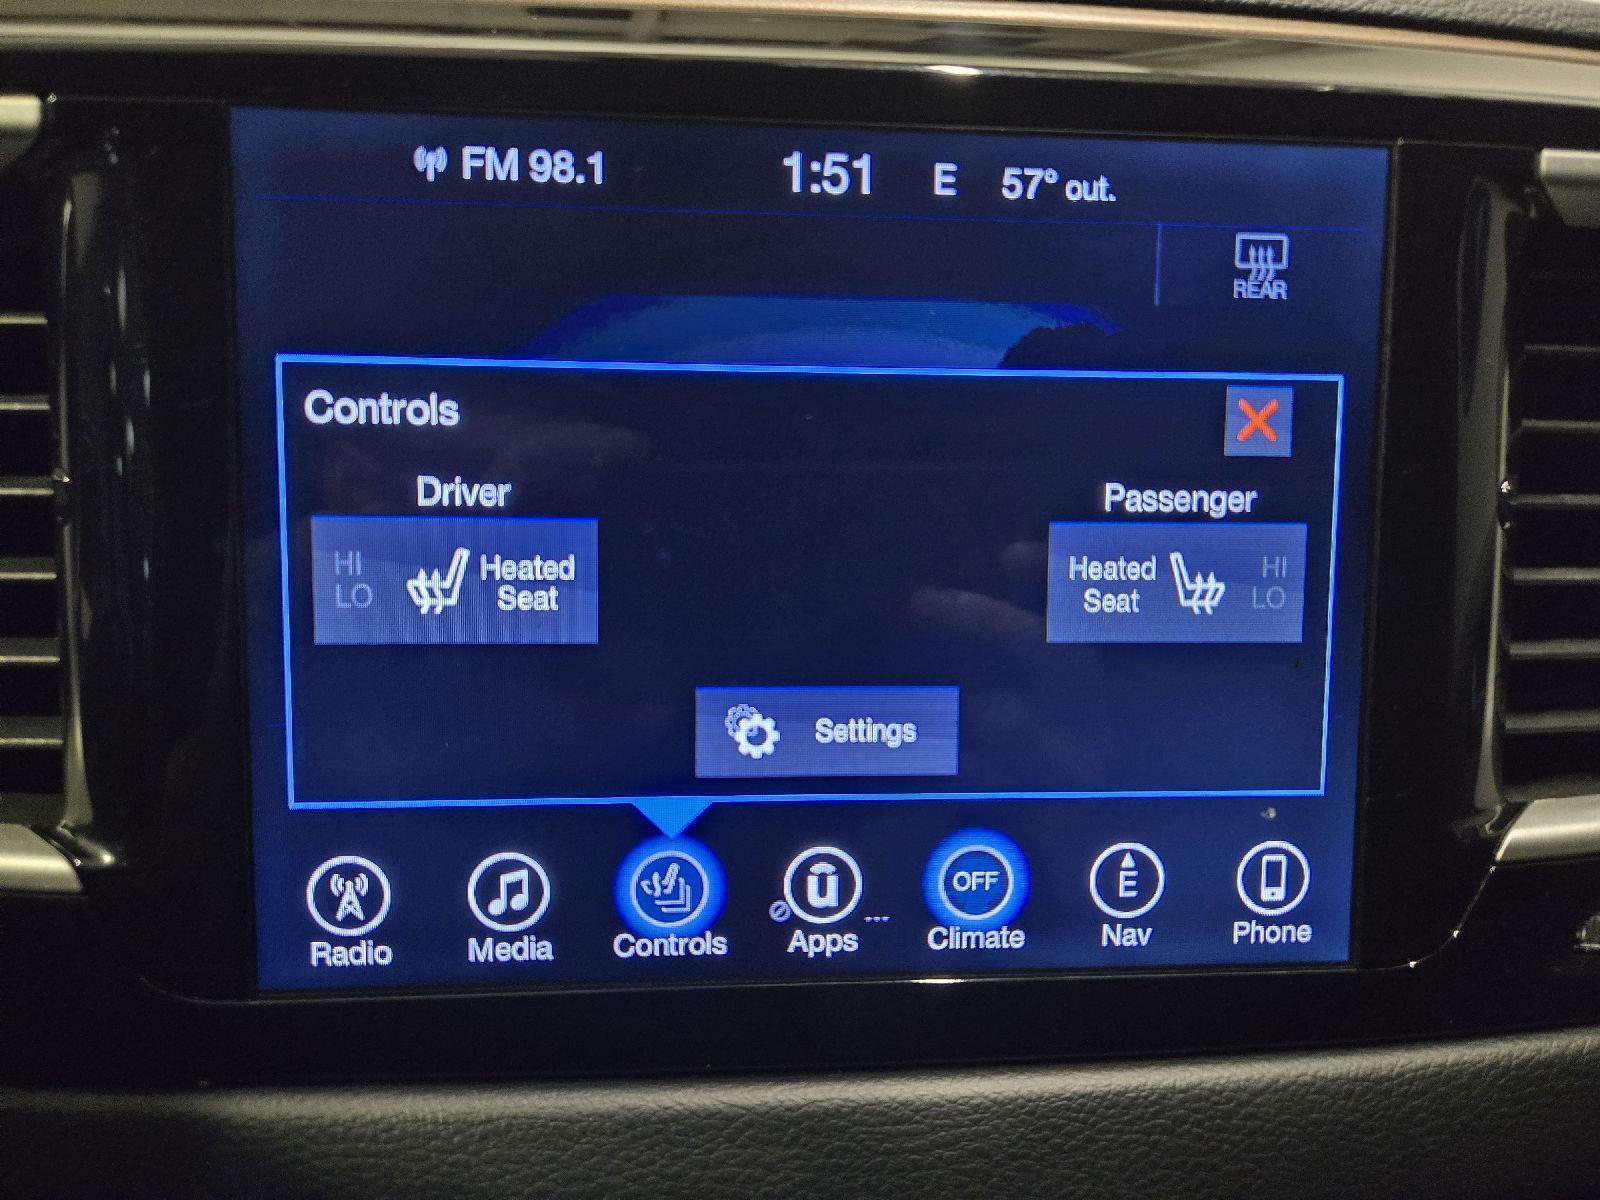 FM 98.1 1:51 E 57° out.
REAR
Controls
Driver
Passenger
HI
LO
Heated
Seat
Heated
Seat
HI
LO
Settings
Radio
Media
Controls
u
Apps
...
OFF
Climate
E
Nav
Phone